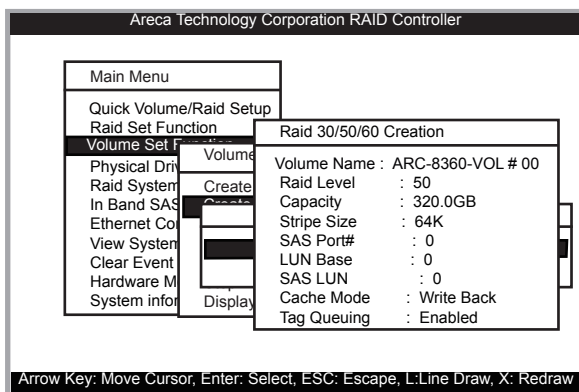 Areca Technology Corporation RAID Controller
Main Menu
Quick Volume/Raid Setup
Raid Set Function
Volume Set
Physical
Raid System
In Band
Ethernet
View System
Clear Event
Hardware
System
Volume
Create
Display
Raid 30/50/60 Creation
Volume Name : ARC-8360-VOL # 00
Raid Level : 50
Capacity : 320.0GB
Stripe Size : 64K
SAS Port# : 0
LUN Base : 0
SAS LUN : 0
Cache Mode : Write Back
Tag Queuing : Enabled
Arrow Key: Move Cursor, Enter: Select, ESC: Escape, L:Line Draw, X: Redraw